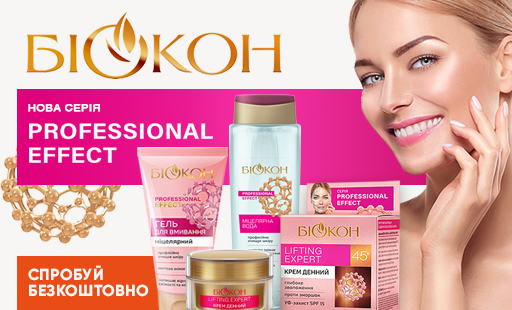 БІОКОН
НОВА СЕРІЯ
PROFESSIONAL
EFFECT
СПРОБУЙ
БЕЗКОШТОВНО
БІОКОН
PROFESSIONAL
EFFECT
ГЕЛЬ
ДЛЯ ВМИВАННЯ
міцелярний
БІОКОН
PROFESSIONAL
EFFECT
МІЦЕЛЯРНА
ВОДА
БІОКОН
LIFTING EXPERT
КРЕМ ДЕННИЙ
СЕРІЯ
PROFESSIONAL
EFFECT
БІОКОН
LIFTING
EXPERT
45+
КРЕМ ДЕННИЙ
глибоке
зволоження
проти зморшок
УФ-захист SPF 15